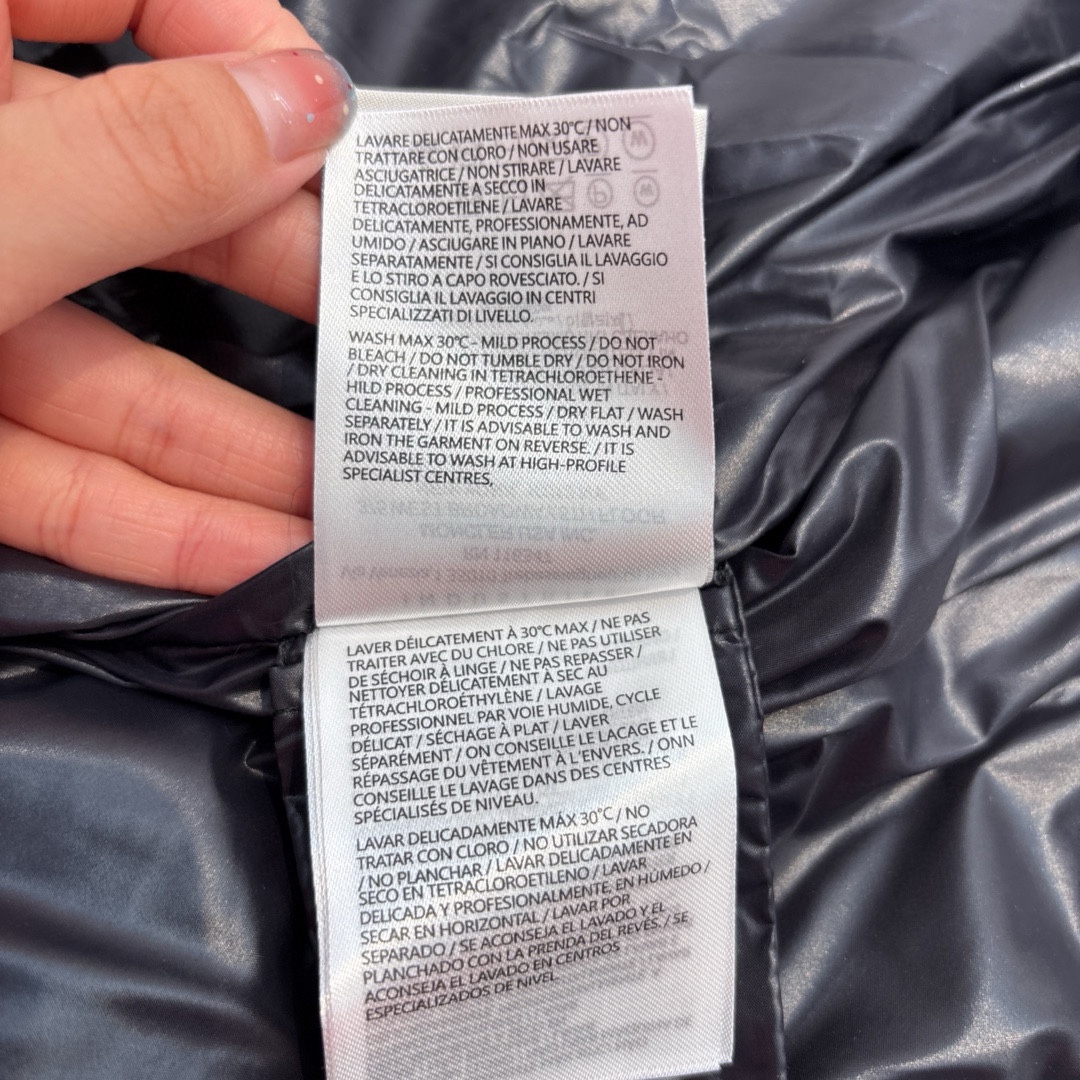 LAVARE DELICATAMENTE MAX 30°C / NON
TRATTARE CON CLORO / NON USARE
ASCIUGATRICE / NON STIRARE / LAVARE
DELICATAMENTE A SECCO IN
TETRACLOROETILENE / LAVARE
DELICATAMENTE, PROFESSIONAMENTE, AD
UMIDO / ASCIUGARE IN PIANO / LAVARE
SEPARATAMENTE / SI CONSIGLIA IL LAVAGGIO
E LO STIRO A CAPO ROVESCIATO. / SI
CONSIGLIA IL LAVAGGIO IN CENTRI
SPECIALIZZATI DI LIVELLO.
WASH MAX 30°C - MILD PROCESS / DO NOT
BLEACH / DO NOT TUMBLE DRY / DO NOT IRON
/ DRY CLEANING IN TETRACHLOROETHENE -
HILD PROCESS / PROFESSIONAL WET
CLEANING - MILD PROCESS / DRY FLAT / WASH
SEPARATELY / IT IS ADVISABLE TO WASH AND
IRON THE GARMENT ON REVERSE. / IT IS
ADVISABLE TO WASH AT HIGH-PROFILE
SPECIALIST CENTRES,
LAVER DÉILCATEMENT À 30°C MAX / NE PAS
TRAITER AVEC DU CHLORE / NE PAS UTILISER
DE SÉCHOIR À LINGE / NE PAS REPASSER /
NETTOYER DÉLICATEMENT À SEC AU
TÉTRACHLOROÉTHYLÈNE / LAVAGE
PROFESSIONNEL PAR VOIE HUMIDE, CYCLE
DÉLICAT / SÉCHAGE À PLAT / LAVER
SÉPARÉMENT / ON CONSEILLE LE LACAGE ET LE
RÉPASSAGE DU VÊTEMENT À L'ENVERS. / ONN
CONSEILLE LE LAVAGE DANS DES CENTRES
SPÉCIALISÉS DE NIVEAU.
LAVAR DELICADAMENTE MÁX 30°C / NO
TRATAR CON CLORO / NO UTILIZAR SECADORA
/ NO PLANCHAR / LAVAR DELICADAMENTE EN
SECO EN TETRACLOROETILENO / LAVAR
DELICADA Y PROFESIONALMENTE, EN HÚMEDO /
SECAR EN HORIZONTAL / LAVAR POR
SEPARADO / SE ACONSEJA EL LAVADO Y EL
PLANCHADO CON LA PRENDA DEL REVÉS. / SE
ACONSEJA EL LAVADO EN CENTROS
ESPECIALIZADOS DE NIVEL